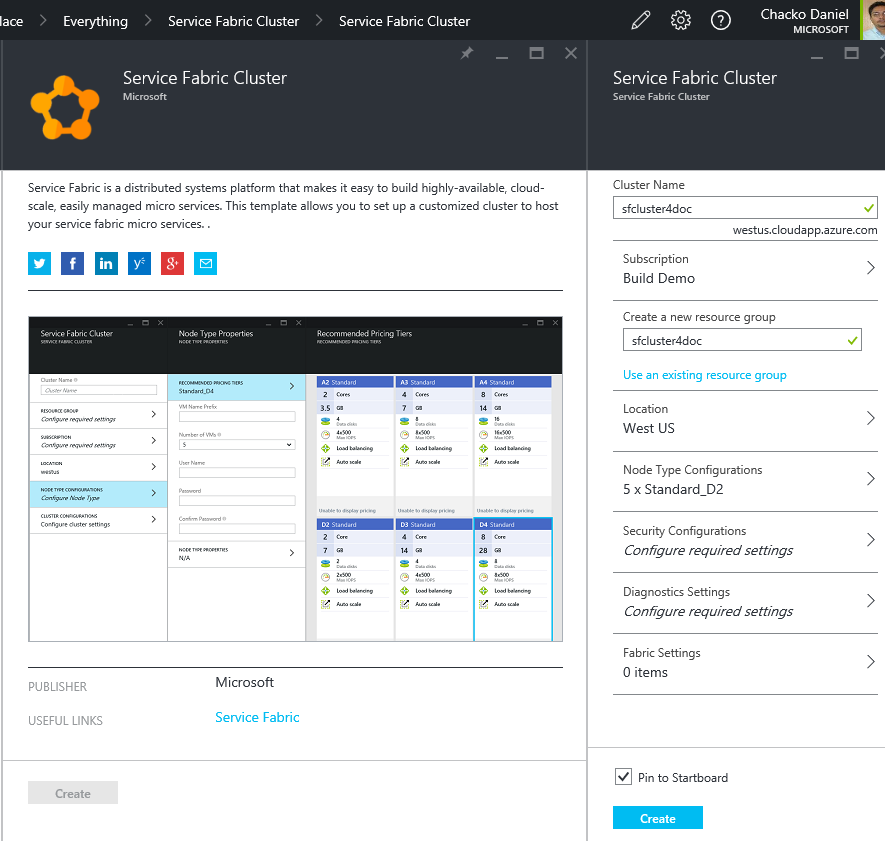 lace > Everything > Service Fabric Cluster > Service Fabric Cluster
Chacko Daniel
MICROSOFT
Service Fabric Cluster
Microsoft
Service Fabric is a distributed systems platform that makes it easy to build highly-available, cloud-
scale, easily managed micro services. This template allows you to set up a customized cluster to host
your service fabric micro services. .
Service Fabric Cluster
SERVICE FABRIC CLUSTER
Cluster Name
Cluster Name
RESOURCE GROUP
Configure required settings
SUBSCRIPTION
Configure required settings
LOCATION
westus
NODE TYPE CONFIGURATIONS
Configure Node Type
CLUSTER CONFIGURATIONS
Configure cluster settings
Node Type Properties
NODE TYPE PROPERTIES
RECOMMENDED PRICING TIERS
Standard_D4
VM Name Prefix
Number of VMs
5
User Name
Password
Confirm Password
NODE TYPE PROPERTIES
N/A
Recommended Pricing Tiers
RECOMMENDED PRICING TIERS
A2 Standard
2 Cores
3.5 GB
4
Data disks
4x500
Max IOPS
Load balancing
Auto scale
Unable to display pricing
A3 Standard
4 Cores
7 GB
8
Data disks
8x500
Max IOPS
Load balancing
Auto scale
Unable to display pricing
A4 Standard
8 Cores
14 GB
16
Data disks
16x500
Max IOPS
Load balancing
Auto scale
Unable to display pricing
D2 Standard
2 Core
7 GB
2
Data disks
2x500
Max IOPS
Load balancing
Auto scale
D3 Standard
4 Core
14 GB
4
Data disks
4x500
Max IOPS
Load balancing
Auto scale
D4 Standard
8 Core
28 GB
8
Data disks
8x500
Max IOPS
Load balancing
Auto scale
PUBLISHER Microsoft
USEFUL LINKS Service Fabric
Create
Service Fabric Cluster
Service Fabric Cluster
Cluster Name
sfcluster4doc
westus.cloudapp.azure.com
Subscription
Build Demo
Create a new resource group
sfcluster4doc
Use an existing resource group
Location
West US
Node Type Configurations
5 x Standard_D2
Security Configurations
Configure required settings
Diagnostics Settings
Configure required settings
Fabric Settings
0 items
Pin to Startboard
Create